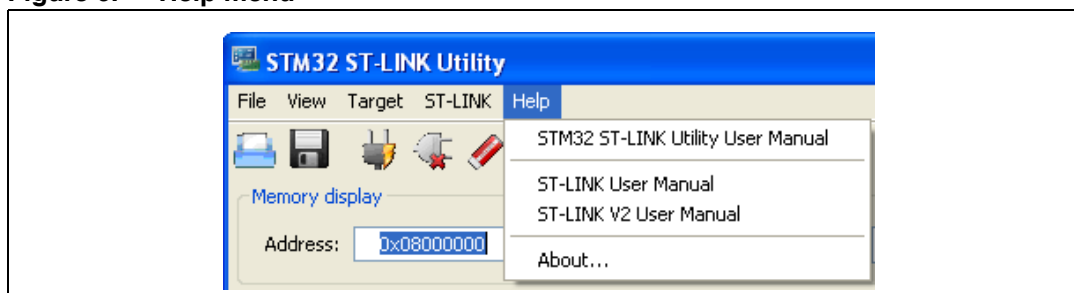 STM32 ST-LINK Utility
File View Target ST-LINK Help
STM32 ST-LINK Utility User Manual
ST-LINK User Manual
ST-LINK V2 User Manual
About...
Memory display
Address: 0x08000000